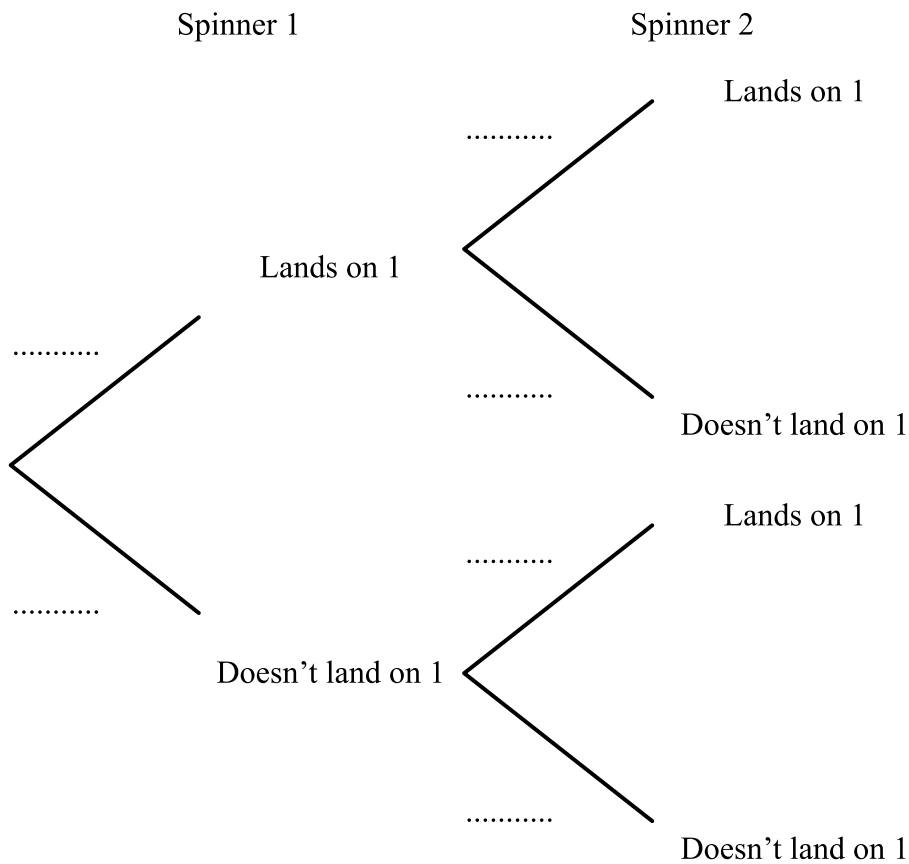 Spinner 1
Spinner 2
Lands on 1
...........
Lands on 1
...........
...........
Doesn’t land on 1
Lands on 1
...........
...........
Doesn’t land on 1
...........
Doesn’t land on 1